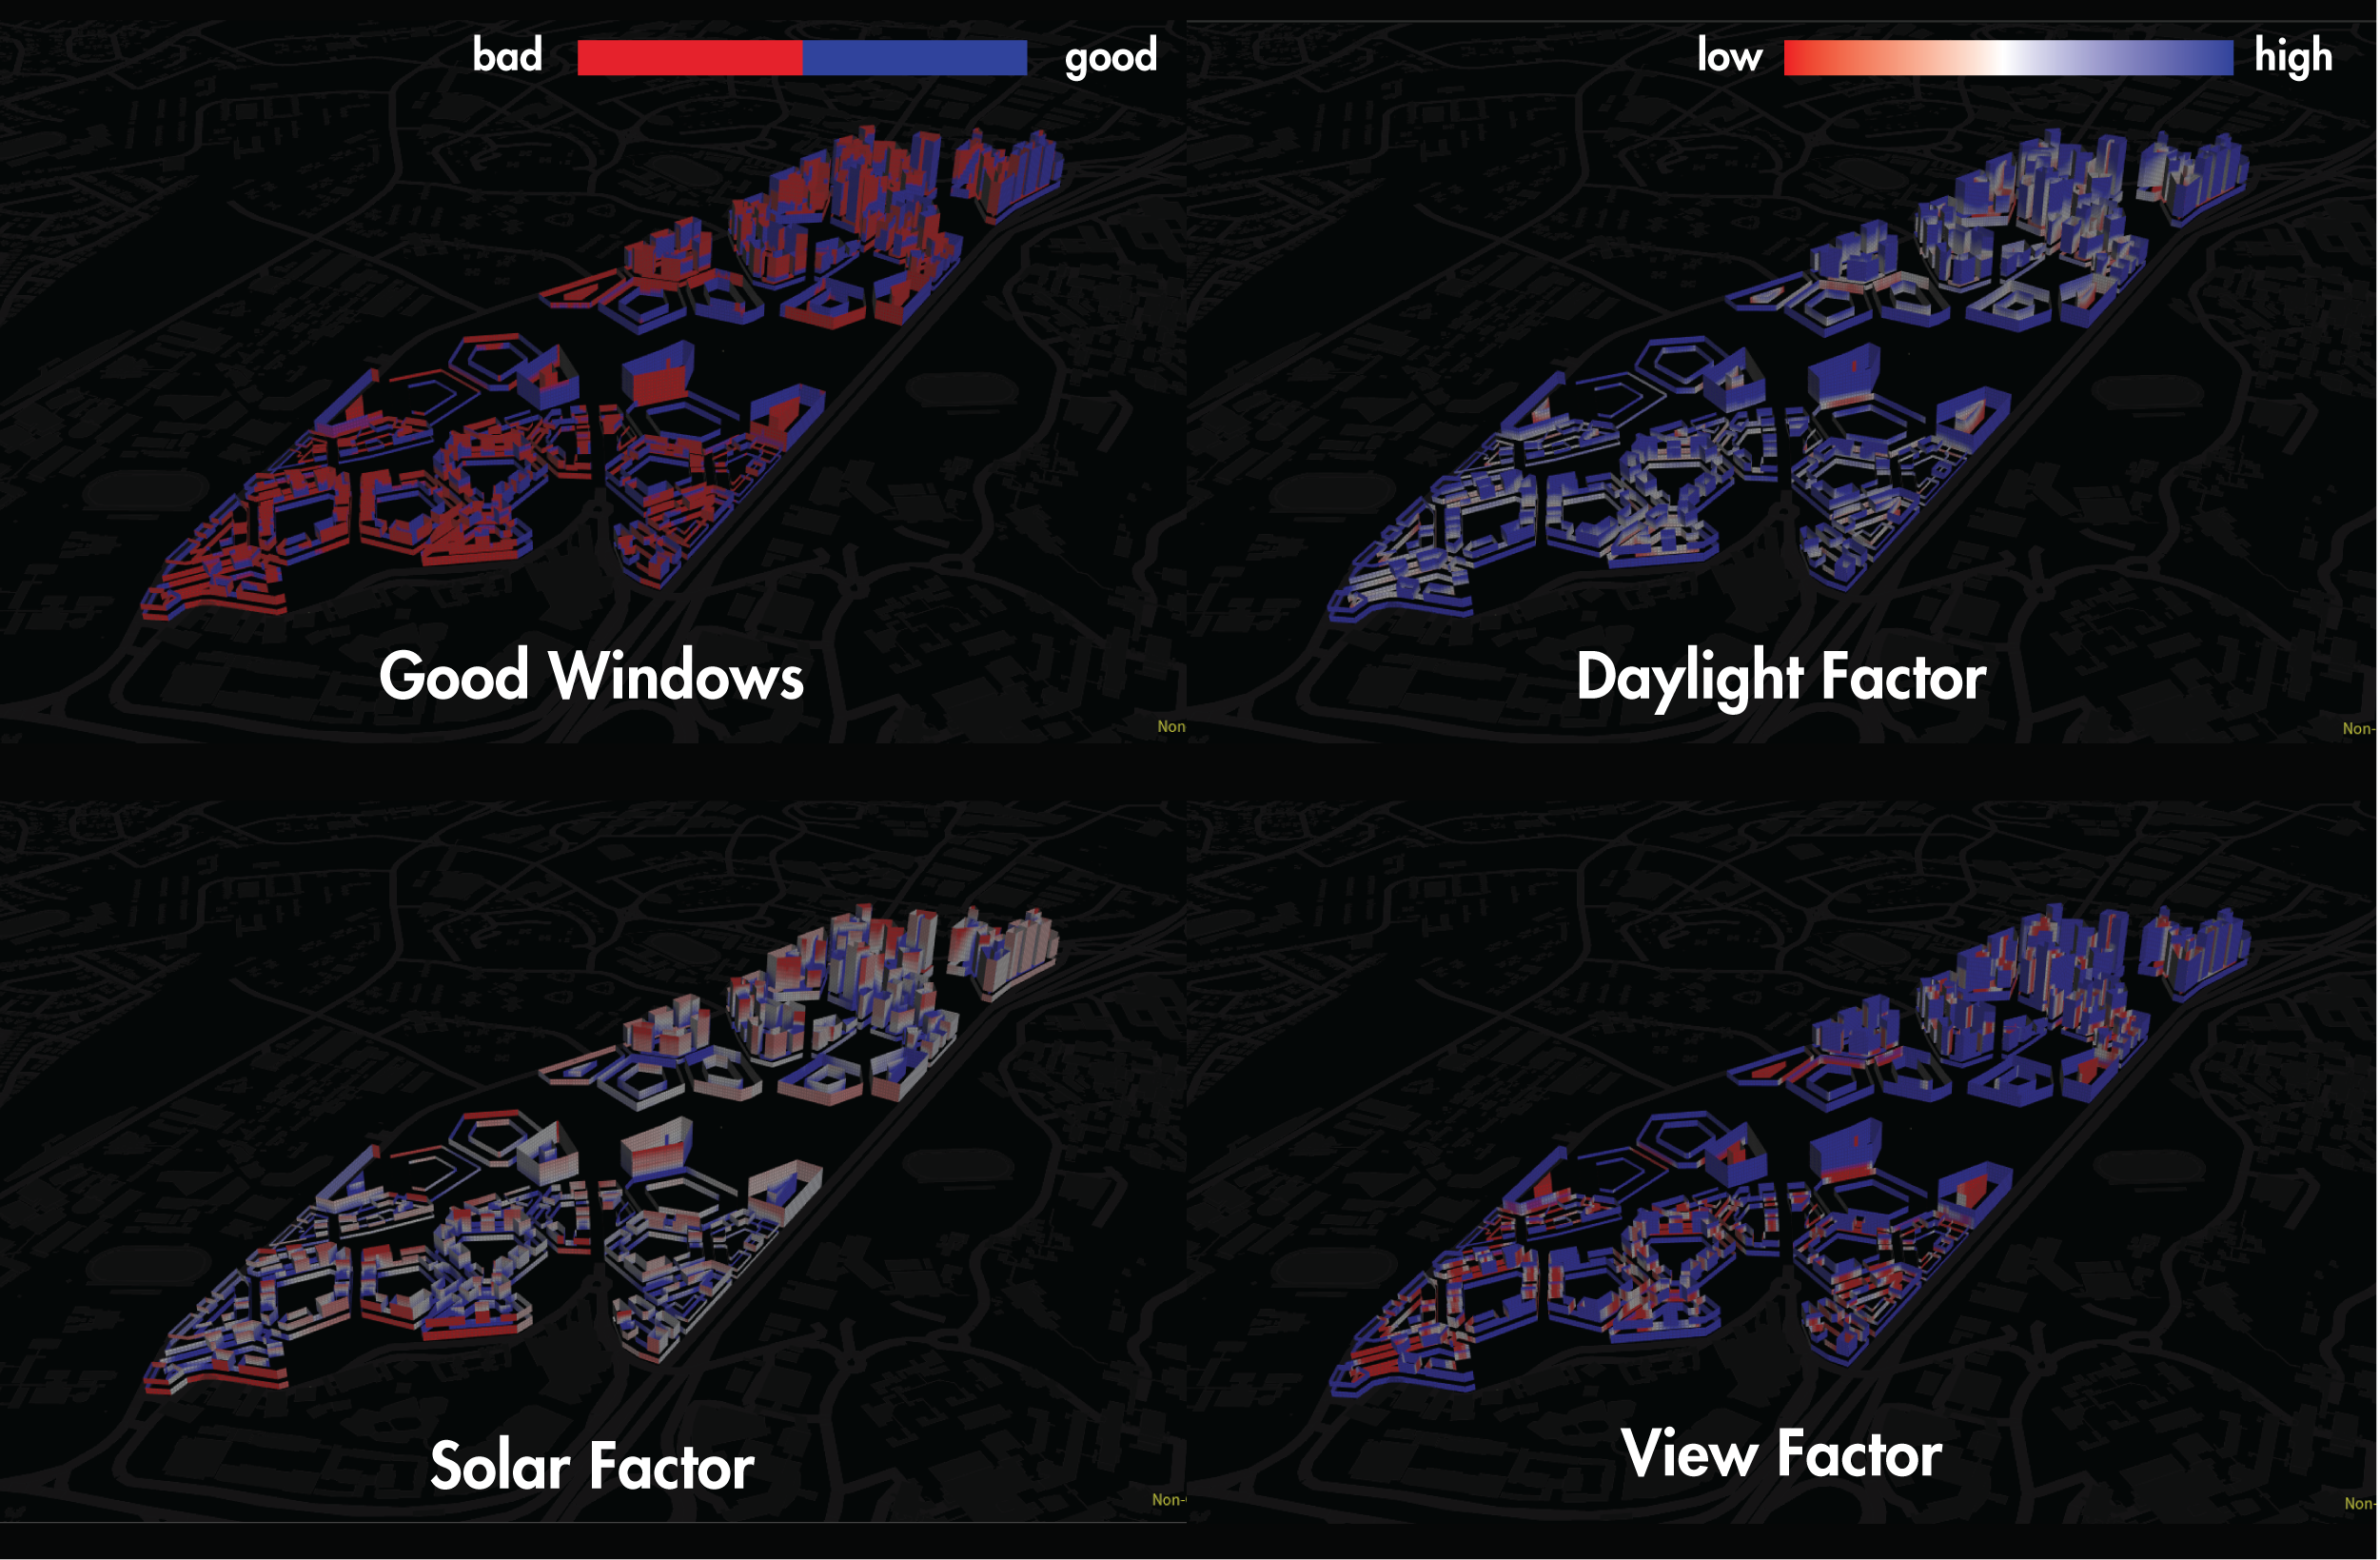 bad good
low high
Good Windows
Daylight Factor
Non
Non-
Solar Factor
View Factor
Non-
Non-